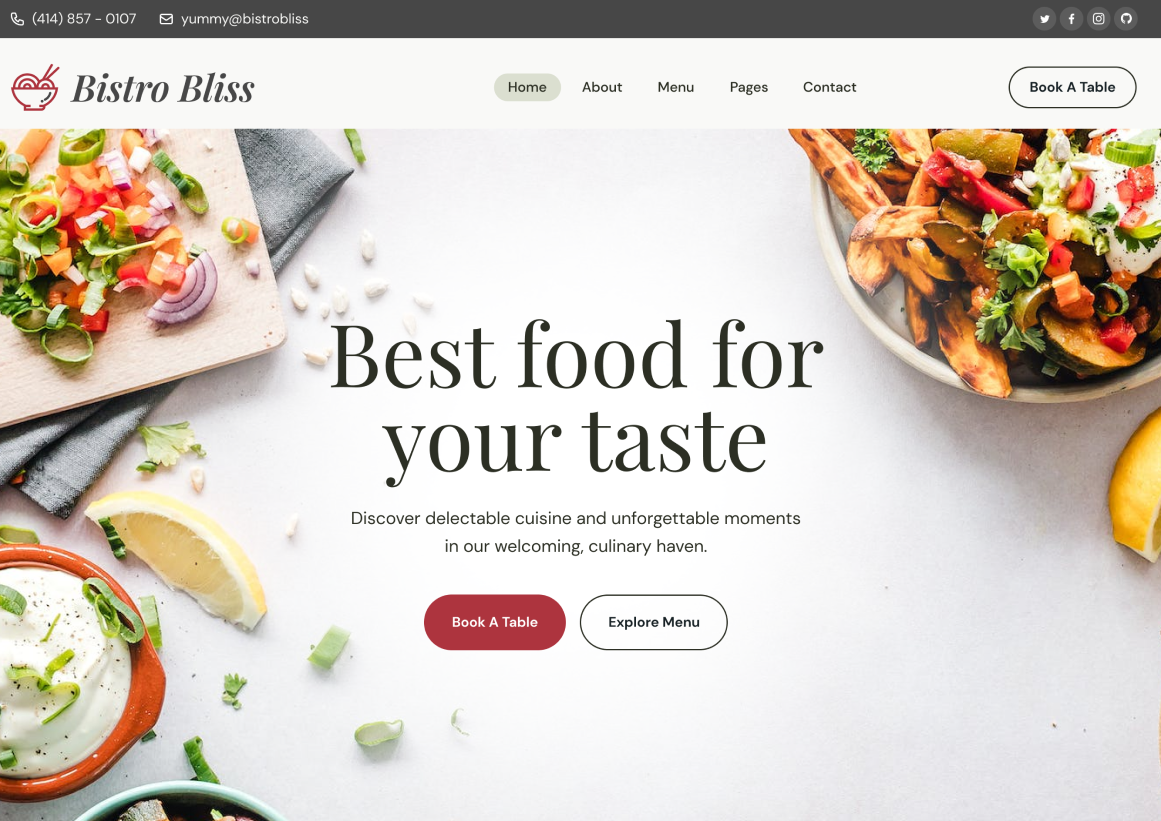 (414) 857 - 0107 yummy@bistrobliss
Bistro Bliss Home About Menu Pages Contact Book A Table
Best food for
your taste
Discover delectable cuisine and unforgettable moments
in our welcoming, culinary haven.
Book A Table Explore Menu